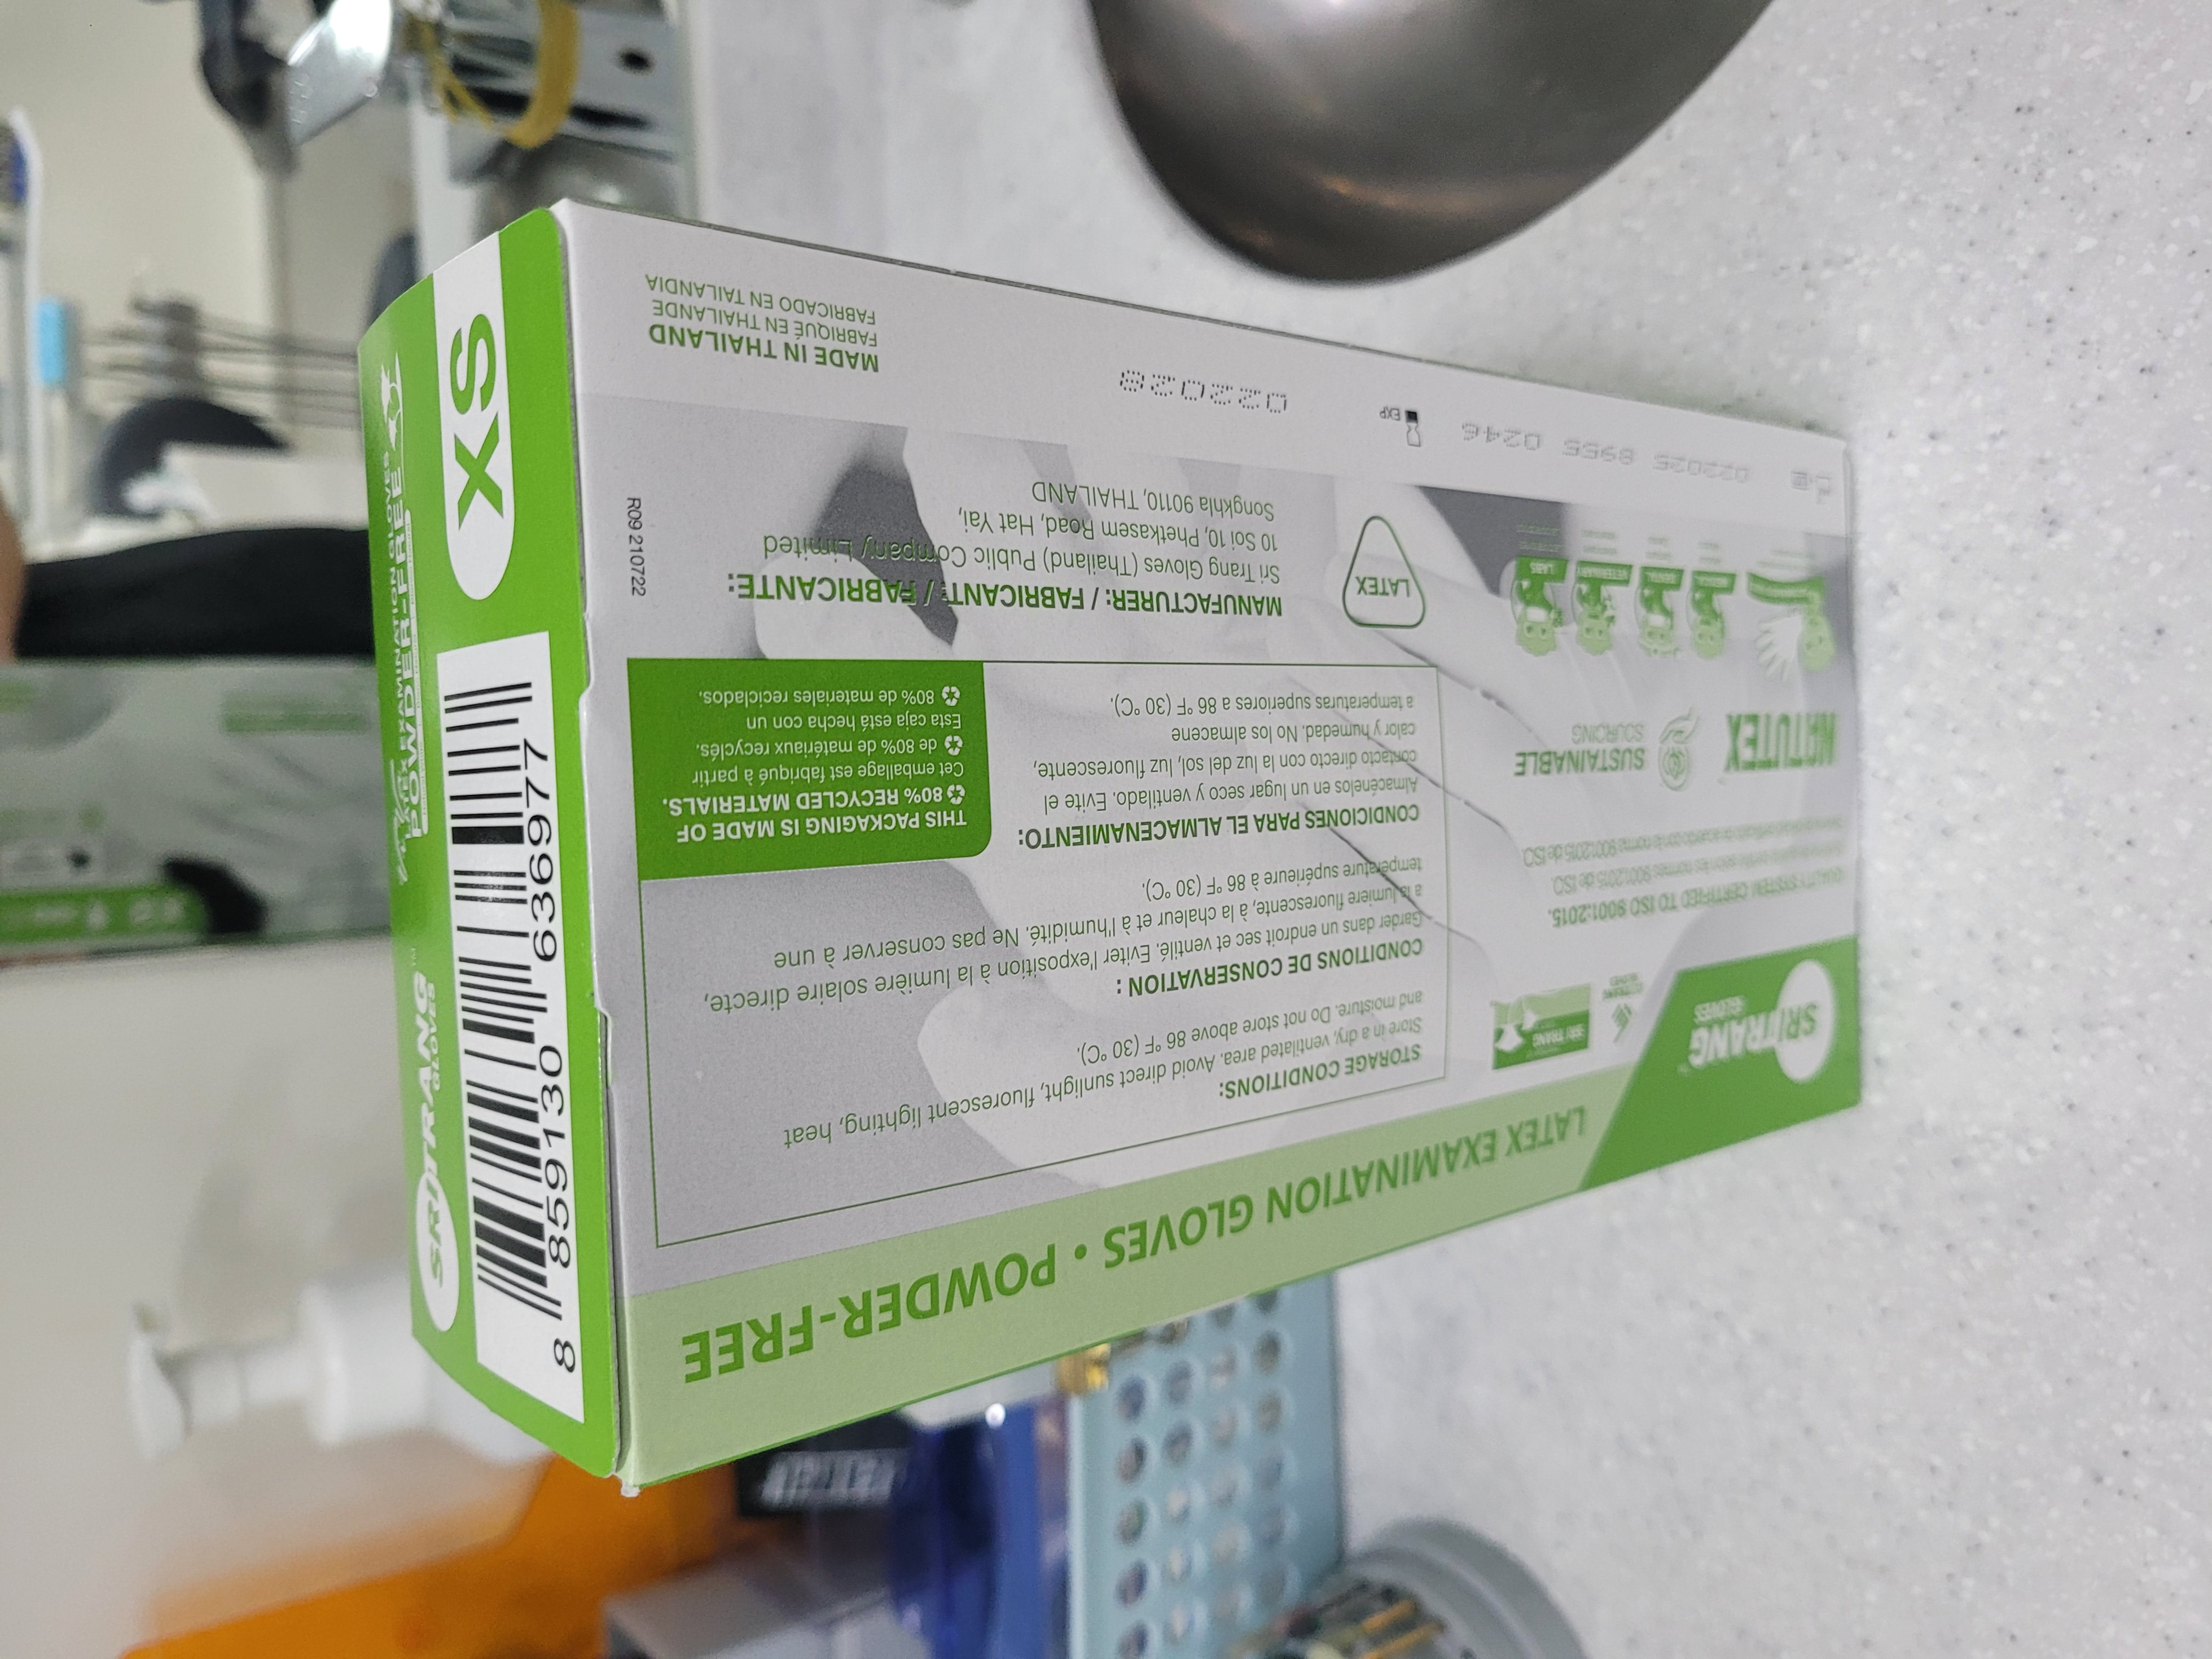 SRITRANG
GLOVES
LATEX EXAMINATION GLOVES
POWDER-FREE
8 859130 636977
XS
LATEX EXAMINATION GLOVES • POWDER-FREE
STORAGE CONDITIONS:
Store in a dry, ventilated area. Avoid direct sunlight, fluorescent lighting, heat
and moisture. Do not store above 86 °F (30 °C).
CONDITIONS DE CONSERVATION :
Garder dans un endroit sec et ventilé. Eviter l'exposition à la lumière solaire directe,
a la lumiere fluorescente, à la chaleur et à l'humidité. Ne pas conserver à une
température supérieure à 86 °F (30 °C).
CONDICIONES PARA EL ALMACENAMIENTO:
Almacénelos en un lugar seco y ventilado. Evite el
contacto directo con la luz del sol, luz fluorescente,
calor y humedad. No los almacene
a temperaturas superiores a 86 °F (30 °C).
THIS PACKAGING IS MADE OF
80% RECYCLED MATERIALS.
Cet emballage est fabriqué à partir
de 80% de matériaux recyclés.
Esta caja está hecha con un
80% de materiales reciclados.
SRITRANG
GLOVES
SRI TRANG
QUALITY SYSTEM CERTIFIED TO ISO 9001:2015.
NATUTEX
SUSTAINABLE
SOURCING
LABS
LATEX
MANUFACTURER: / FABRICANT: / FABRICANTE:
Sri Trang Gloves (Thailand) Public Company Limited
10 Soi 10, Phetkasem Road, Hat Yai,
Songkhla 90110, THAILAND
R09 210722
EXP
022028
MADE IN THAILAND
FABRIQUÉ EN THAILANDE
FABRICADO EN TAILANDIA